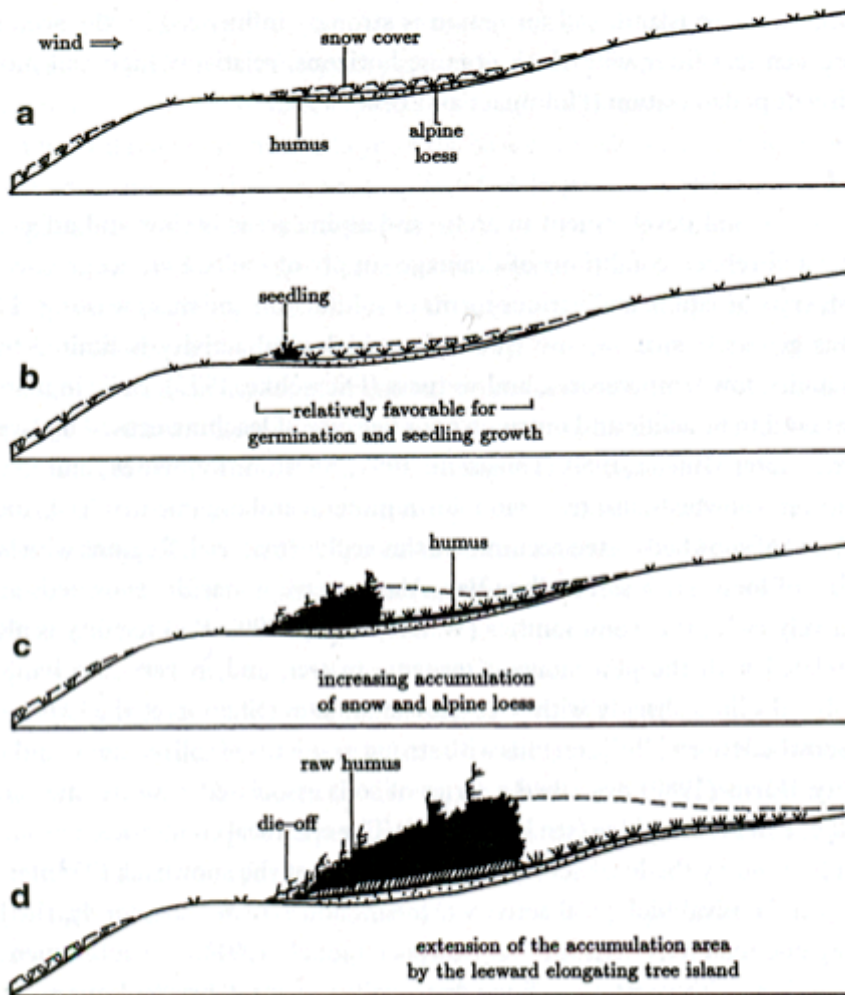 snow cover
wind ⇒
a
humus
alpine
loess
seedling
b
relatively favorable for
germination and seedling growth
humus
c
increasing accumulation
of snow and alpine loess
raw humus
die-off
d
extension of the accumulation area
by the leeward elongating tree island